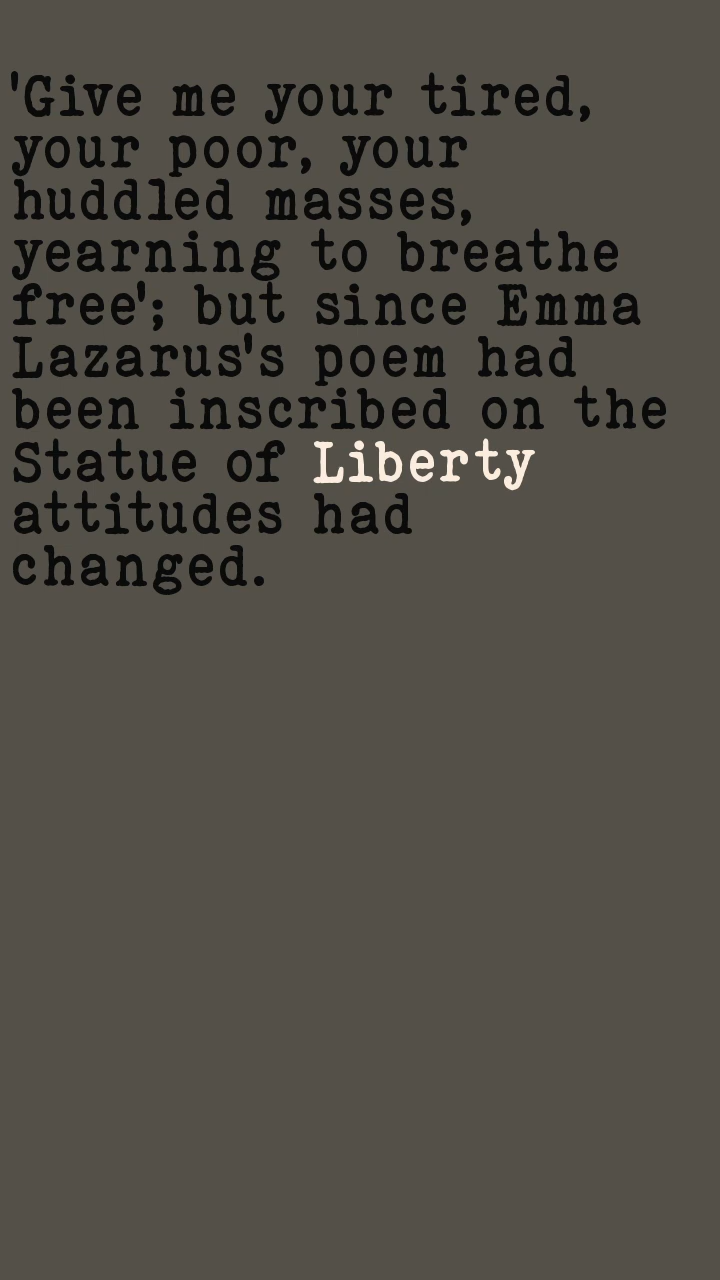 'Give me your tired,
your poor, your
huddled masses,
yearning to breathe
free'; but since Emma
Lazarus's poem had
been inscribed on the
Statue of Liberty
attitudes had
changed.